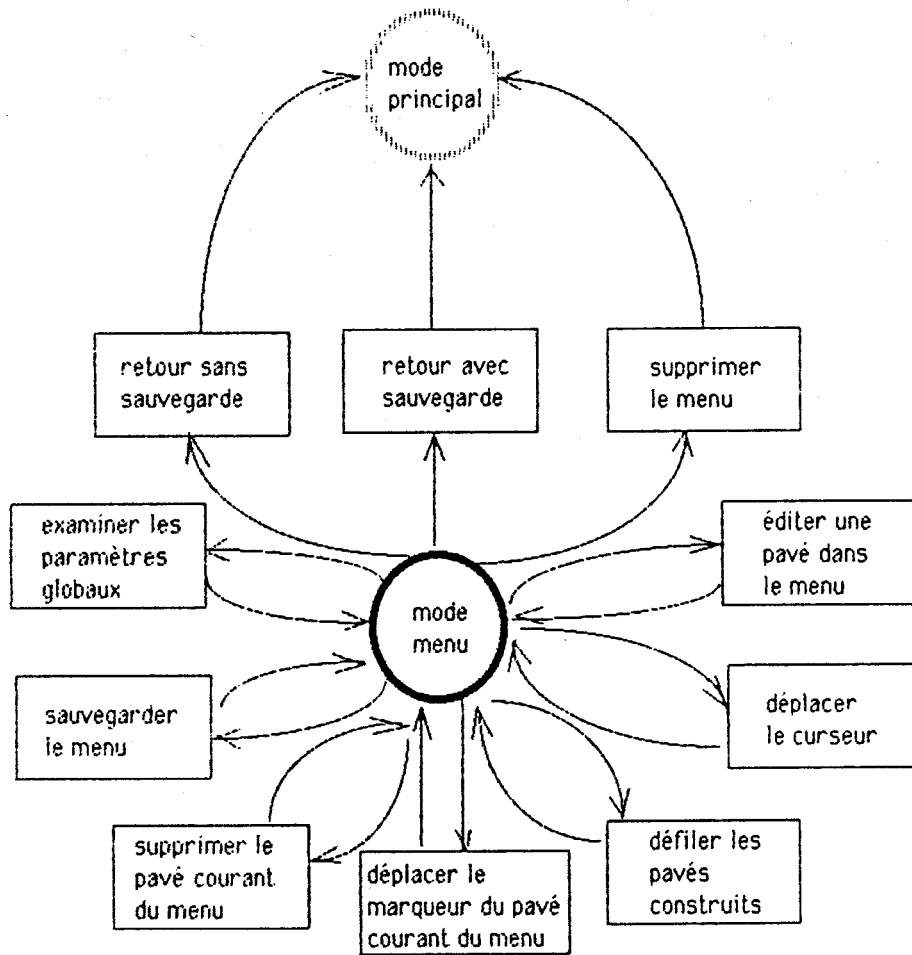 mode
principal
retour sans
sauvegarde
retour avec
sauvegarde
supprimer
le menu
examiner les
paramètres
globaux
éditer une
pavé dans
le menu
mode
menu
sauvegarder
le menu
déplacer
le curseur
supprimer le
pavé courant
du menu
déplacer le
marqueur du pavé
courant du menu
défiler les
pavés
construits